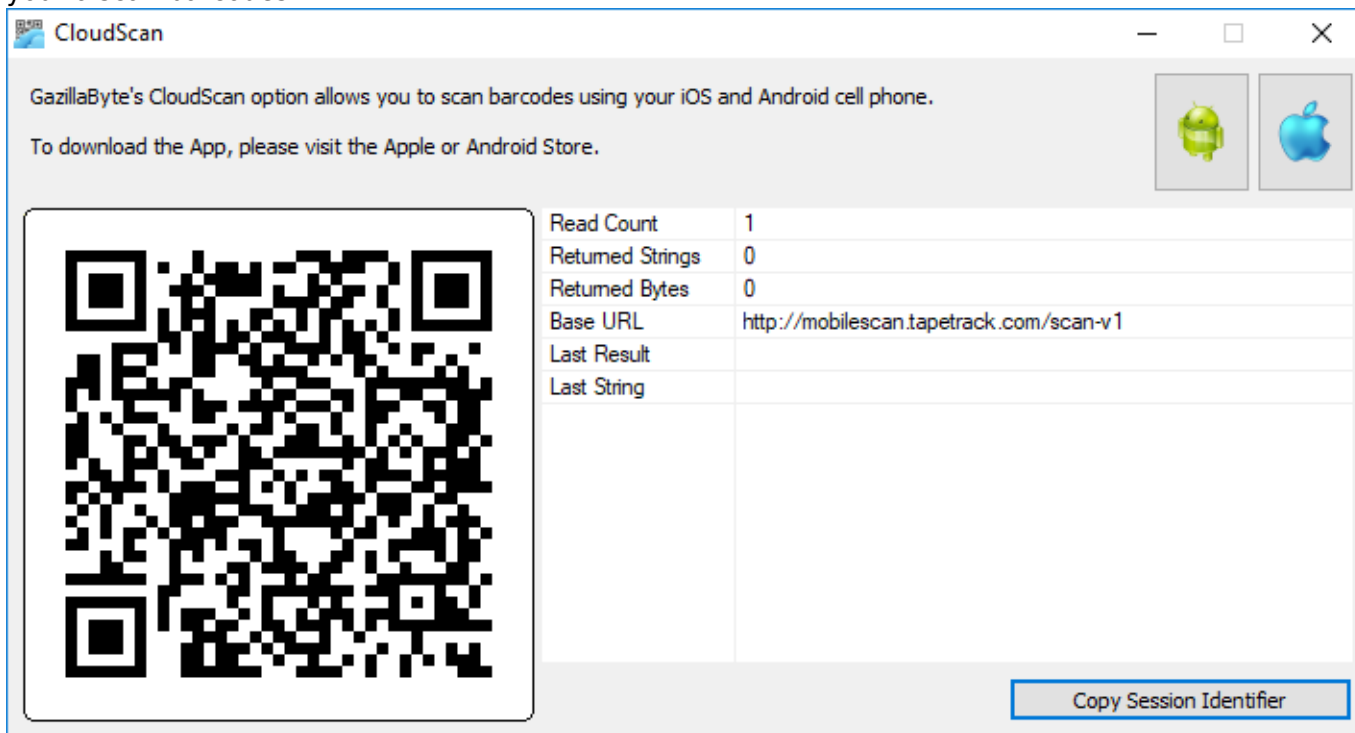 CloudScan
GazillaByte's CloudScan option allows you to scan barcodes using your iOS and Android cell phone.
To download the App, please visit the Apple or Android Store.
Read Count 1
Returned Strings 0
Returned Bytes 0
Base URL http://mobilescan.tapetrack.com/scan-v1
Last Result
Last String
Copy Session Identifier